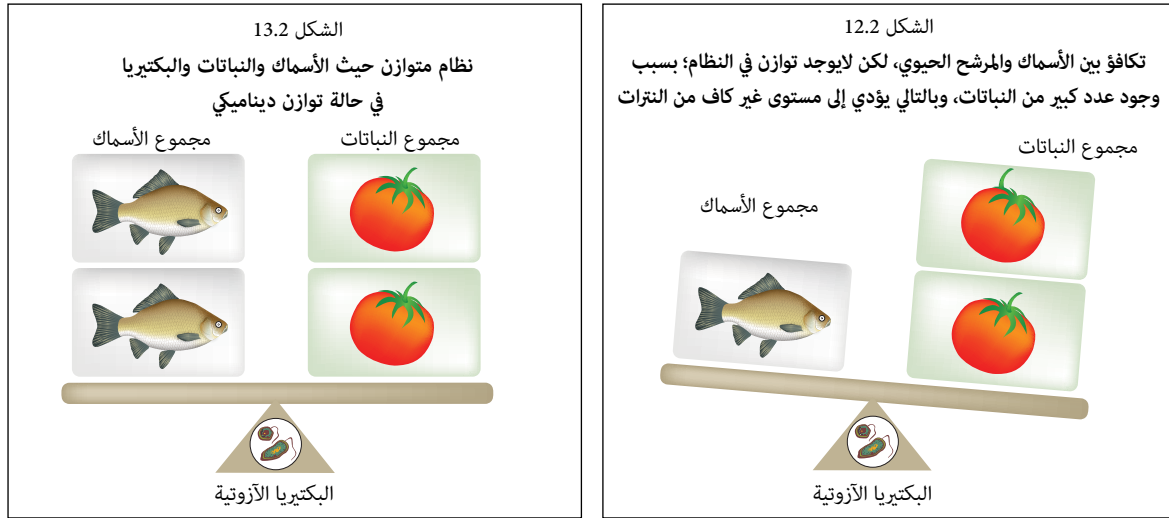 الشكل 12.2
تكافؤ بين الأسماك والمرشح الحيوي، لكن لايوجد توازن في النظام؛ بسبب
وجود عدد كبير من النباتات، وبالتالي يؤدي إلى مستوى غير كاف من النترات
مجموع النباتات
مجموع الأسماك
البكتيريا الآزوتية
الشكل 13.2
نظام متوازن حيث الأسماك والنباتات والبكتيريا
في حالة توازن ديناميكي
مجموع النباتات
مجموع الأسماك
البكتيريا الآزوتية